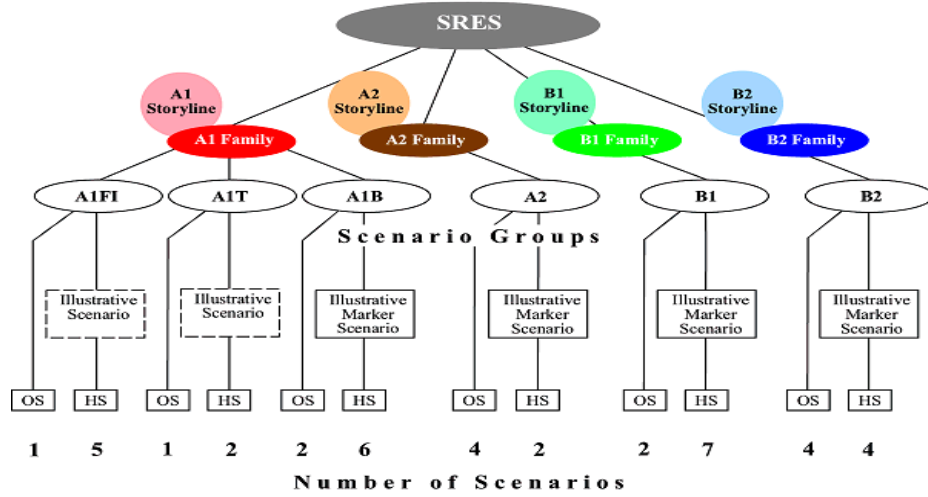 SRES
A1
Storyline
A2
Storyline
B1
Storyline
B2
Storyline
A1 Family
A2 Family
B1 Family
B2 Family
A1FI
A1T
A1B
A2
B1
B2
Scenario Groups
Illustrative
Scenario
Illustrative
Scenario
Illustrative
Marker
Scenario
Illustrative
Marker
Scenario
Illustrative
Marker
Scenario
Illustrative
Marker
Scenario
OS HS OS HS OS HS OS HS OS HS OS HS
1 5 1 2 2 6 4 2 2 7 4 4
Number of Scenarios